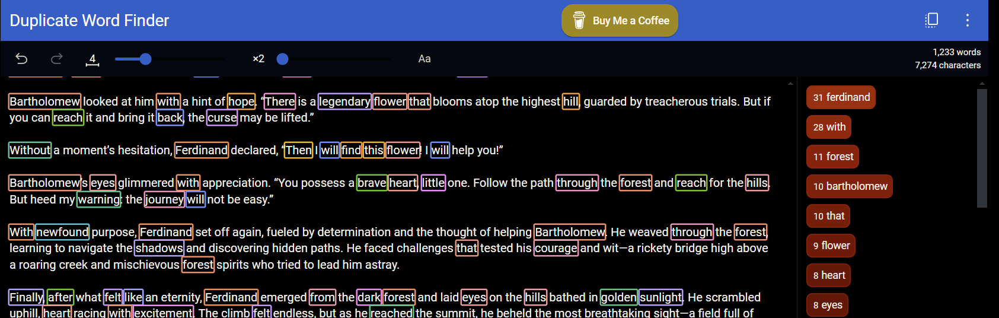 Duplicate Word Finder
Buy Me a Coffee
4
×2
Aa
1,233 words
7,274 characters
Bartholomew looked at him with a hint of hope. “There is a legendary flower that blooms atop the highest hill, guarded by treacherous trials. But if
you can reach it and bring it back, the curse may be lifted.”
Without a moment’s hesitation, Ferdinand declared, “Then I will find this flower! I will help you!”
Bartholomew’s eyes glimmered with appreciation. “You possess a brave heart, little one. Follow the path through the forest and reach for the hills.
But heed my warning: the journey will not be easy.”
With newfound purpose, Ferdinand set off again, fueled by determination and the thought of helping Bartholomew. He weaved through the forest,
learning to navigate the shadows and discovering hidden paths. He faced challenges that tested his courage and wit—a rickety bridge high above
a roaring creek and mischievous forest spirits who tried to lead him astray.
Finally, after what felt like an eternity, Ferdinand emerged from the dark forest and laid eyes on the hills bathed in golden sunlight. He scrambled
uphill, heart racing with excitement. The climb felt endless, but as he reached the summit, he beheld the most breathtaking sight—a field full of
31 ferdinand
28 with
11 forest
10 bartholomew
10 that
9 flower
8 heart
8 eyes